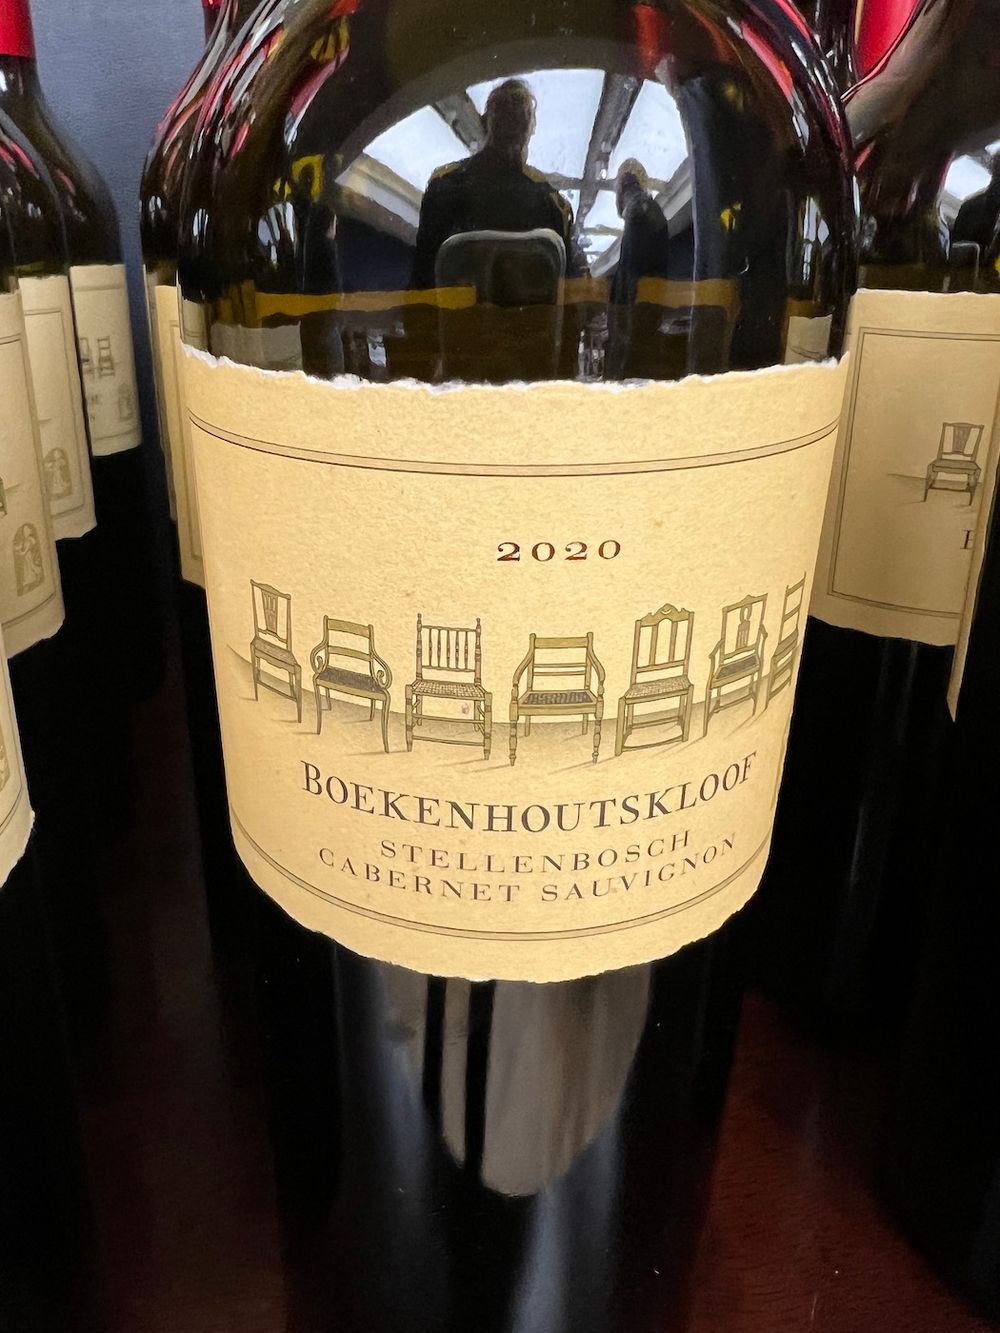 2020
BOEKENHOUTSKLOOF
STELLENBOSCH
CABERNET SAUVIGNON